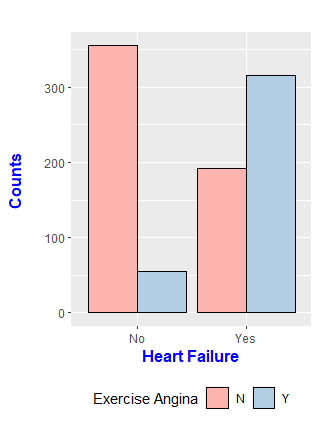 Counts
300
200
100
0
No Yes
Heart Failure
Exercise Angina N Y